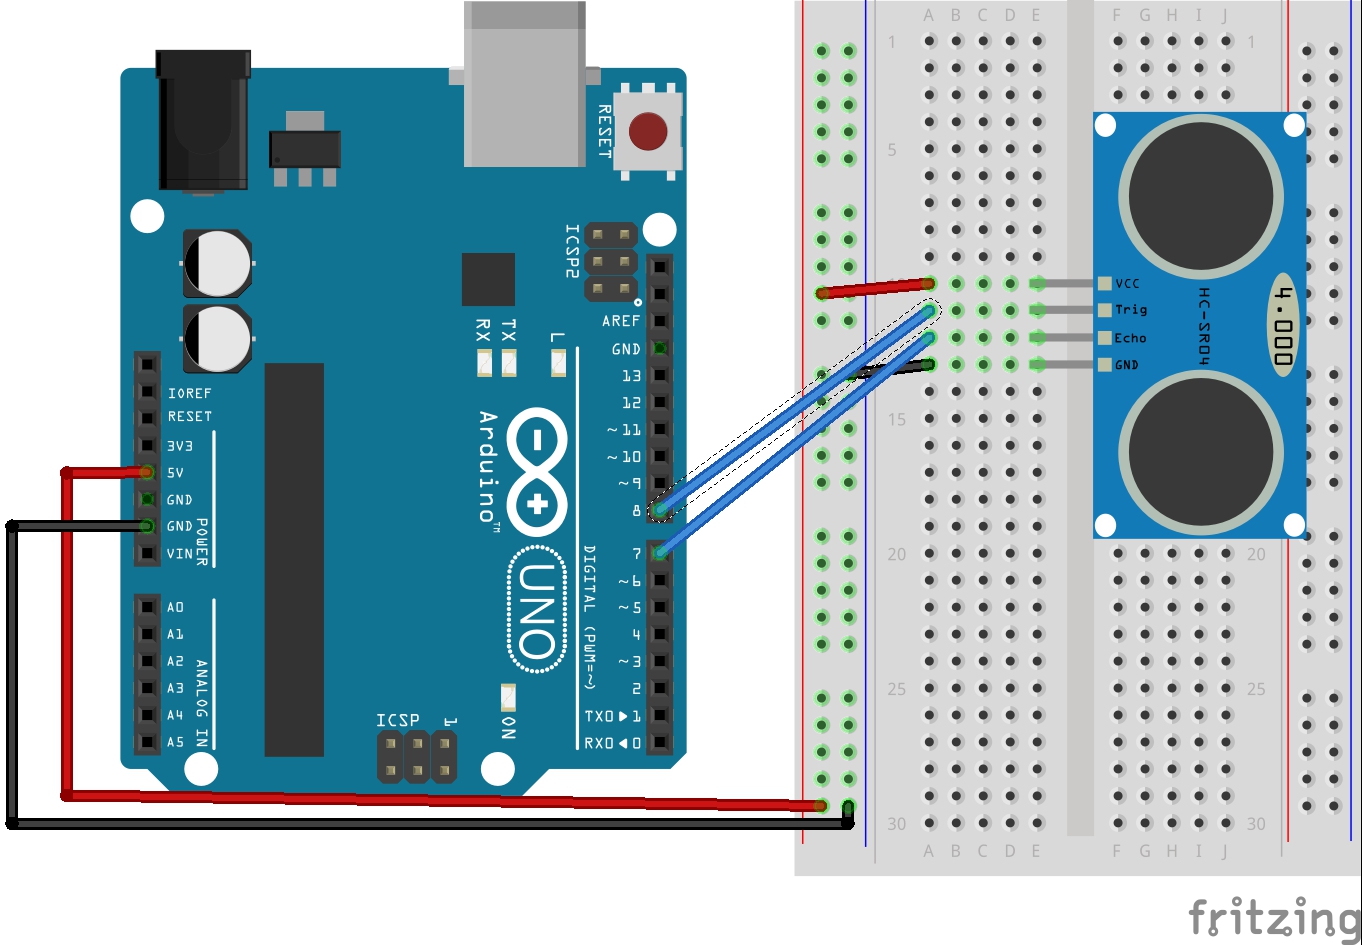 RESET
ICSP2
AREF
GND
13
12
~11
~10
~9
8
7
~6
~5
4
~3
2
TX0▶1
RX0◀0
RX
TX
L
IOREF
RESET
3V3
5V
GND
GND
VIN
POWER
A0
A1
A2
A3
A4
A5
ANALOG IN
Arduino™
UNO
DIGITAL (PWM=~)
ICSP
1
ON
A B C D E
F G H I J
1
1
5
15
20
20
25
25
30
30
A B C D E
F G H I J
VCC
Trig
Echo
GND
HC-SR04
4.000
fritzing